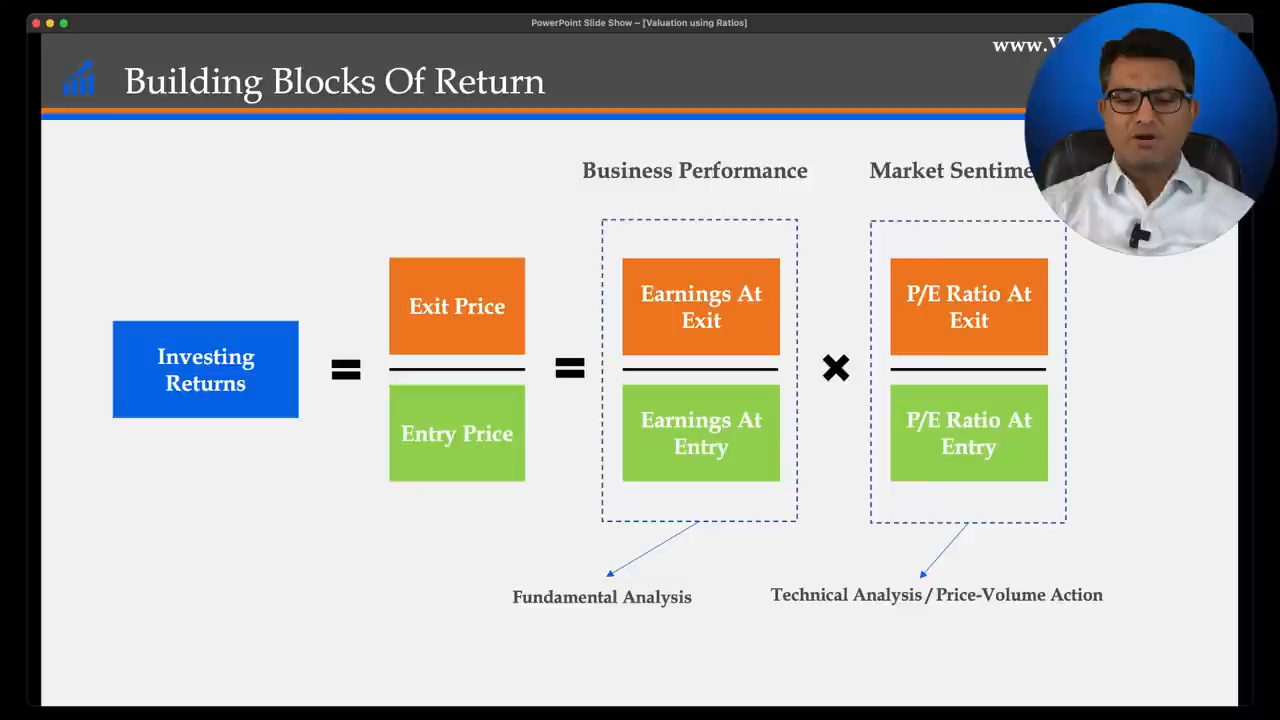 PowerPoint Slide Show – [Valuation using Ratios]
Building Blocks Of Return
Business Performance
Market
Investing
Returns
=
Exit Price
Entry Price
=
Earnings At
Exit
Earnings At
Entry
×
P/E Ratio At
Exit
P/E Ratio At
Entry
Fundamental Analysis
Technical Analysis / Price-Volume Action